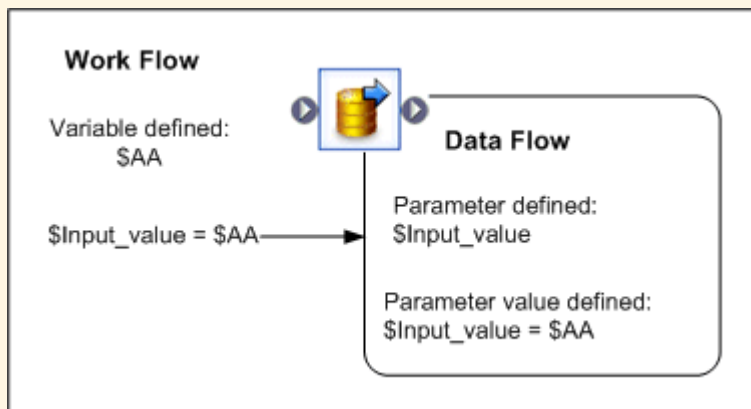 Work Flow
Variable defined:
$AA
$Input_value = $AA
Data Flow
Parameter defined:
$Input_value
Parameter value defined:
$Input_value = $AA